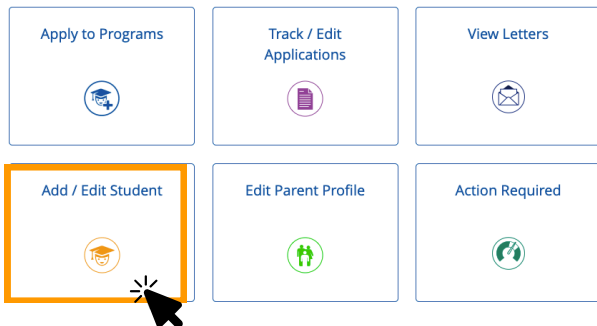 Apply to Programs
Track / Edit
Applications
View Letters
Add / Edit Student
Edit Parent Profile
Action Required